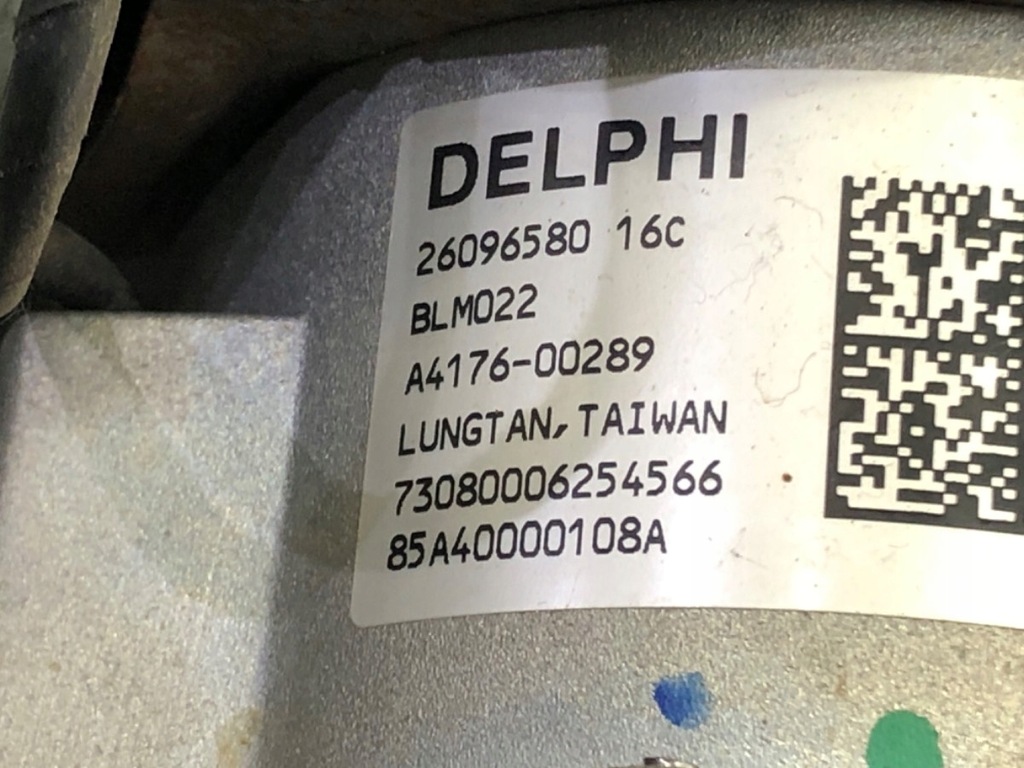 DELPHI
26096580 16C
BLM022
A4176-00289
LUNGTAN, TAIWAN
73080006254566
85A40000108A